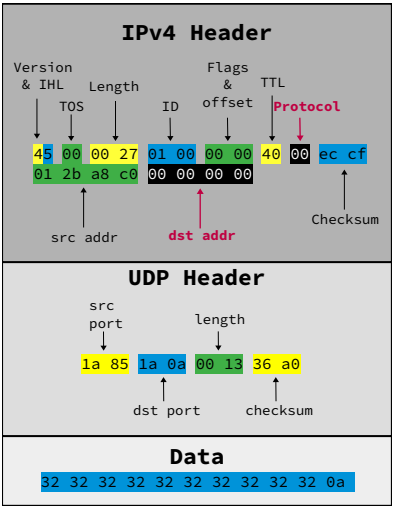 IPv4 Header
Version
& IHL
TOS
Length
ID
Flags
&
offset
TTL
Protocol
45 00 00 27 01 00 00 00 40 00 ec cf
01 2b a8 c0 00 00 00 00
src addr
dst addr
Checksum
UDP Header
src
port
length
1a 85 1a 0a 00 13 36 a0
dst port
checksum
Data
32 32 32 32 32 32 32 32 32 32 0a